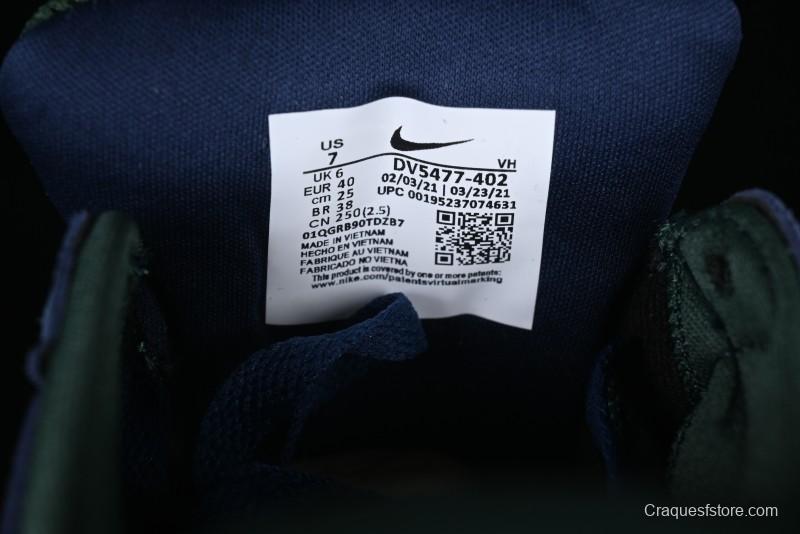 US
7
UK 6
EUR 40
cm 25
BR 38
CN 250(2.5)
01QGRB90TDZB7
MADE IN VIETNAM
HECHO EN VIETNAM
FABRIQUE AU VIETNAM
FABRICADO NO VIETNA
VH
DV5477-402
02/03/21 | 03/23/21
UPC 00195237074631
This product is covered by one or more patents:
www.nike.com/patentsvirtualmarking
Craquesfstore.com